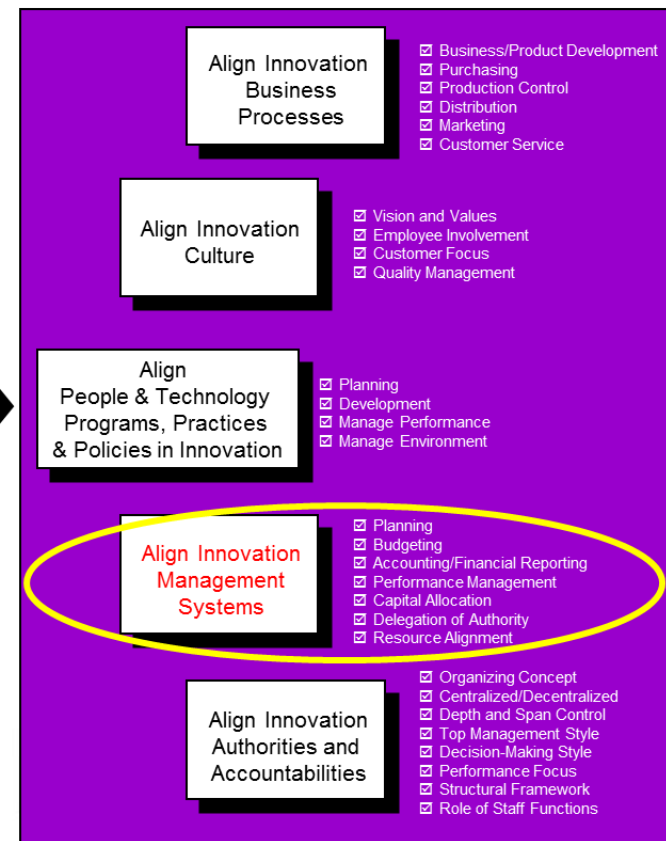 Align Innovation
Business
Processes
☑ Business/Product Development
☑ Purchasing
☑ Production Control
☑ Distribution
☑ Marketing
☑ Customer Service
Align Innovation
Culture
☑ Vision and Values
☑ Employee Involvement
☑ Customer Focus
☑ Quality Management
Align
People & Technology
Programs, Practices
& Policies in Innovation
☑ Planning
☑ Development
☑ Manage Performance
☑ Manage Environment
Align Innovation
Management
Systems
☑ Planning
☑ Budgeting
☑ Accounting/Financial Reporting
☑ Performance Management
☑ Capital Allocation
☑ Delegation of Authority
☑ Resource Alignment
Align Innovation
Authorities and
Accountabilities
☑ Organizing Concept
☑ Centralized/Decentralized
☑ Depth and Span Control
☑ Top Management Style
☑ Decision-Making Style
☑ Performance Focus
☑ Structural Framework
☑ Role of Staff Functions